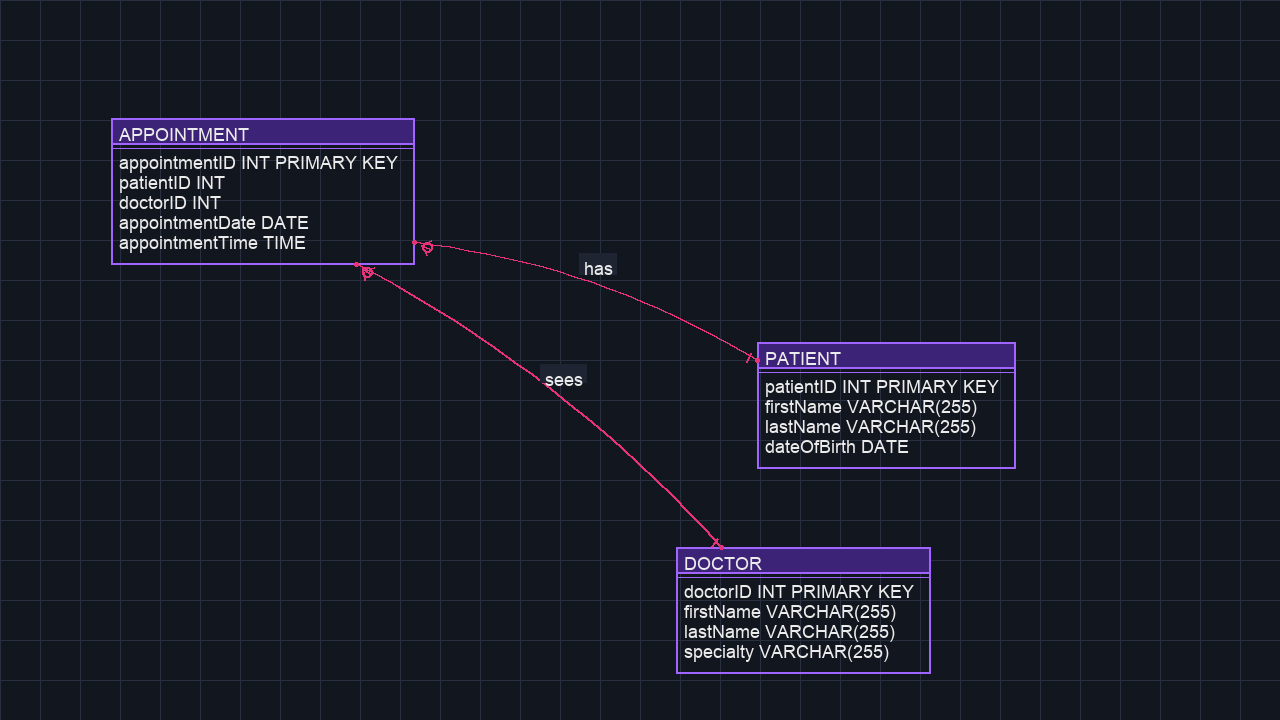 APPOINTMENT
appointmentID INT PRIMARY KEY
patientID INT
doctorID INT
appointmentDate DATE
appointmentTime TIME
has
sees
PATIENT
patientID INT PRIMARY KEY
firstName VARCHAR(255)
lastName VARCHAR(255)
dateOfBirth DATE
DOCTOR
doctorID INT PRIMARY KEY
firstName VARCHAR(255)
lastName VARCHAR(255)
specialty VARCHAR(255)